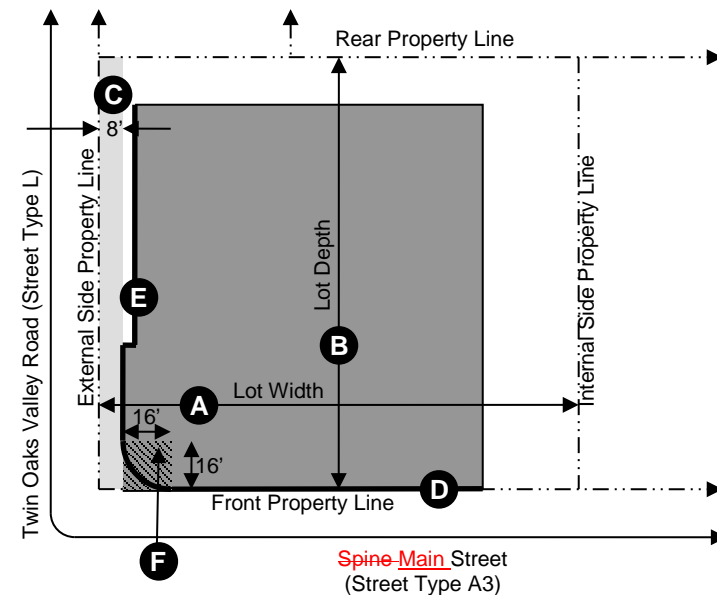 Rear Property Line
C
8’
Twin Oaks Valley Road (Street Type L)
External Side Property Line
Lot Depth
Internal Side Property Line
E
B
Lot Width
A
16’
16’
Front Property Line
D
F
Spine Main Street
(Street Type A3)